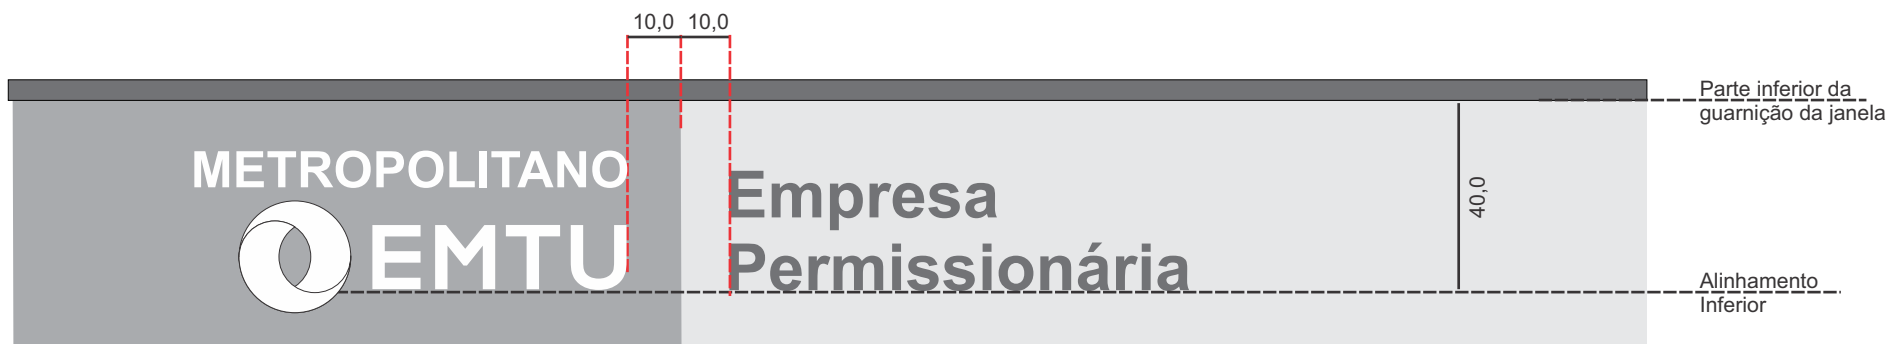 10,0 10,0
Parte inferior da
guarnição da janela
METROPOLITANO
EMTU
Empresa
Permissionária
40,0
Alinhamento
Inferior